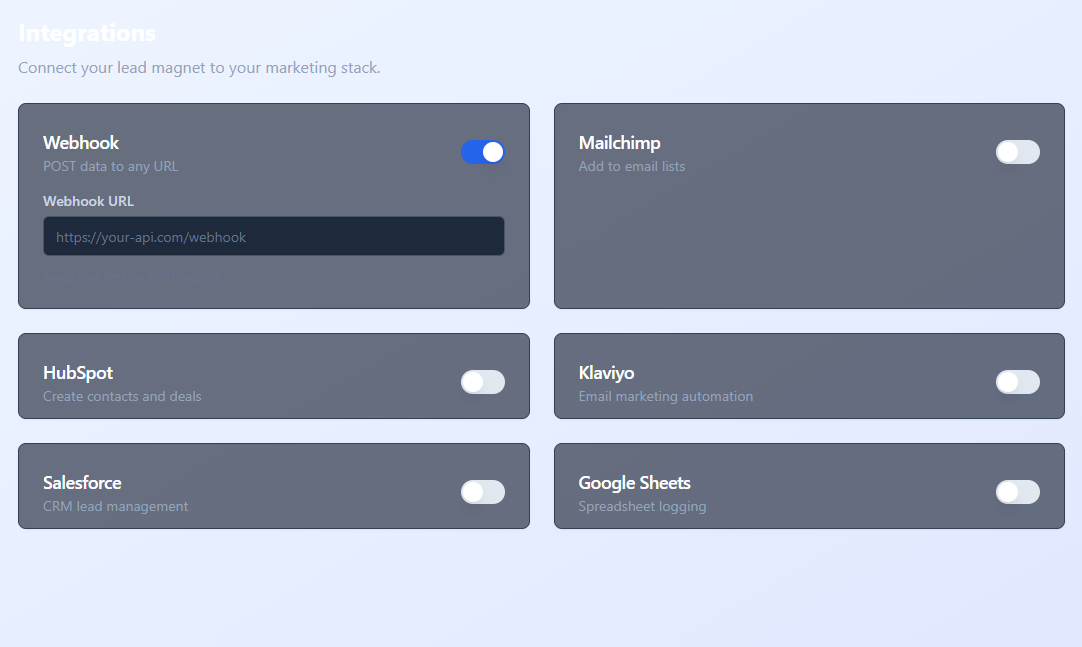 Integrations
Connect your lead magnet to your marketing stack.
Webhook
POST data to any URL
Webhook URL
https://your-api.com/webhook
Mailchimp
Add to email lists
HubSpot
Create contacts and deals
Klaviyo
Email marketing automation
Salesforce
CRM lead management
Google Sheets
Spreadsheet logging